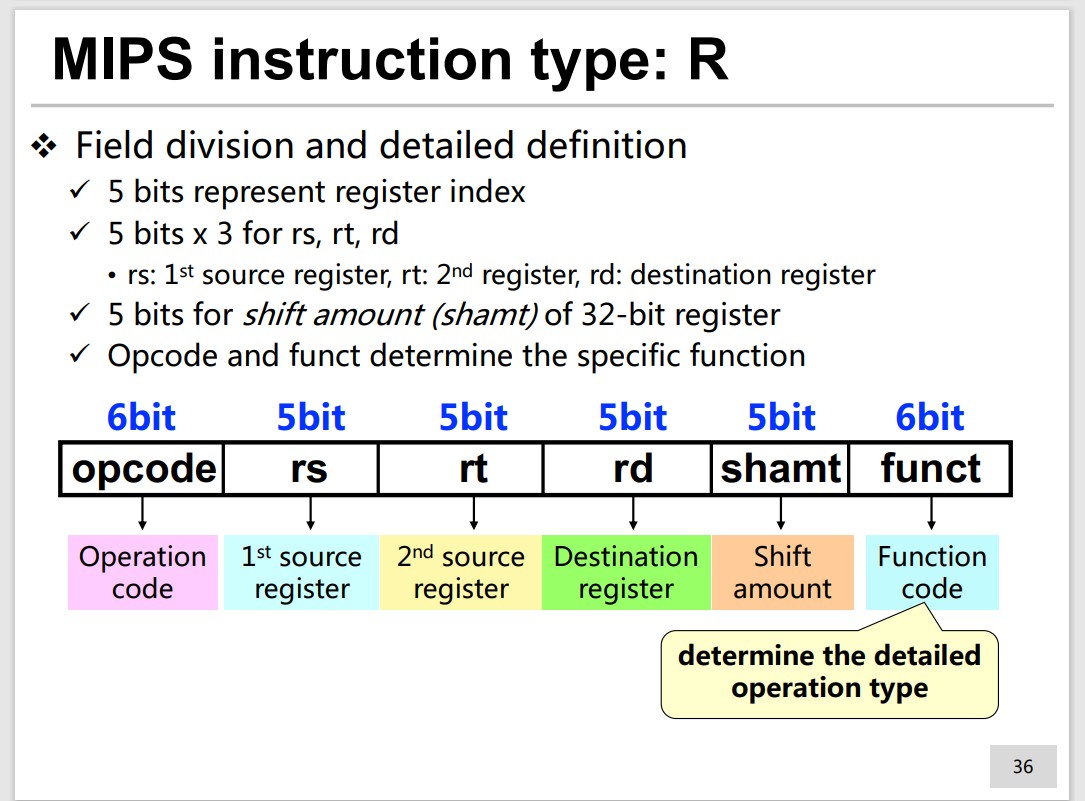 MIPS instruction type: R
❖ Field division and detailed definition
✓ 5 bits represent register index
✓ 5 bits x 3 for rs, rt, rd
• rs: 1st source register, rt: 2nd register, rd: destination register
✓ 5 bits for shift amount (shamt) of 32-bit register
✓ Opcode and funct determine the specific function
6bit 5bit 5bit 5bit 5bit 6bit
opcode rs rt rd shamt funct
Operation 1st source 2nd source Destination Shift Function
code register register register amount code
determine the detailed
operation type
36